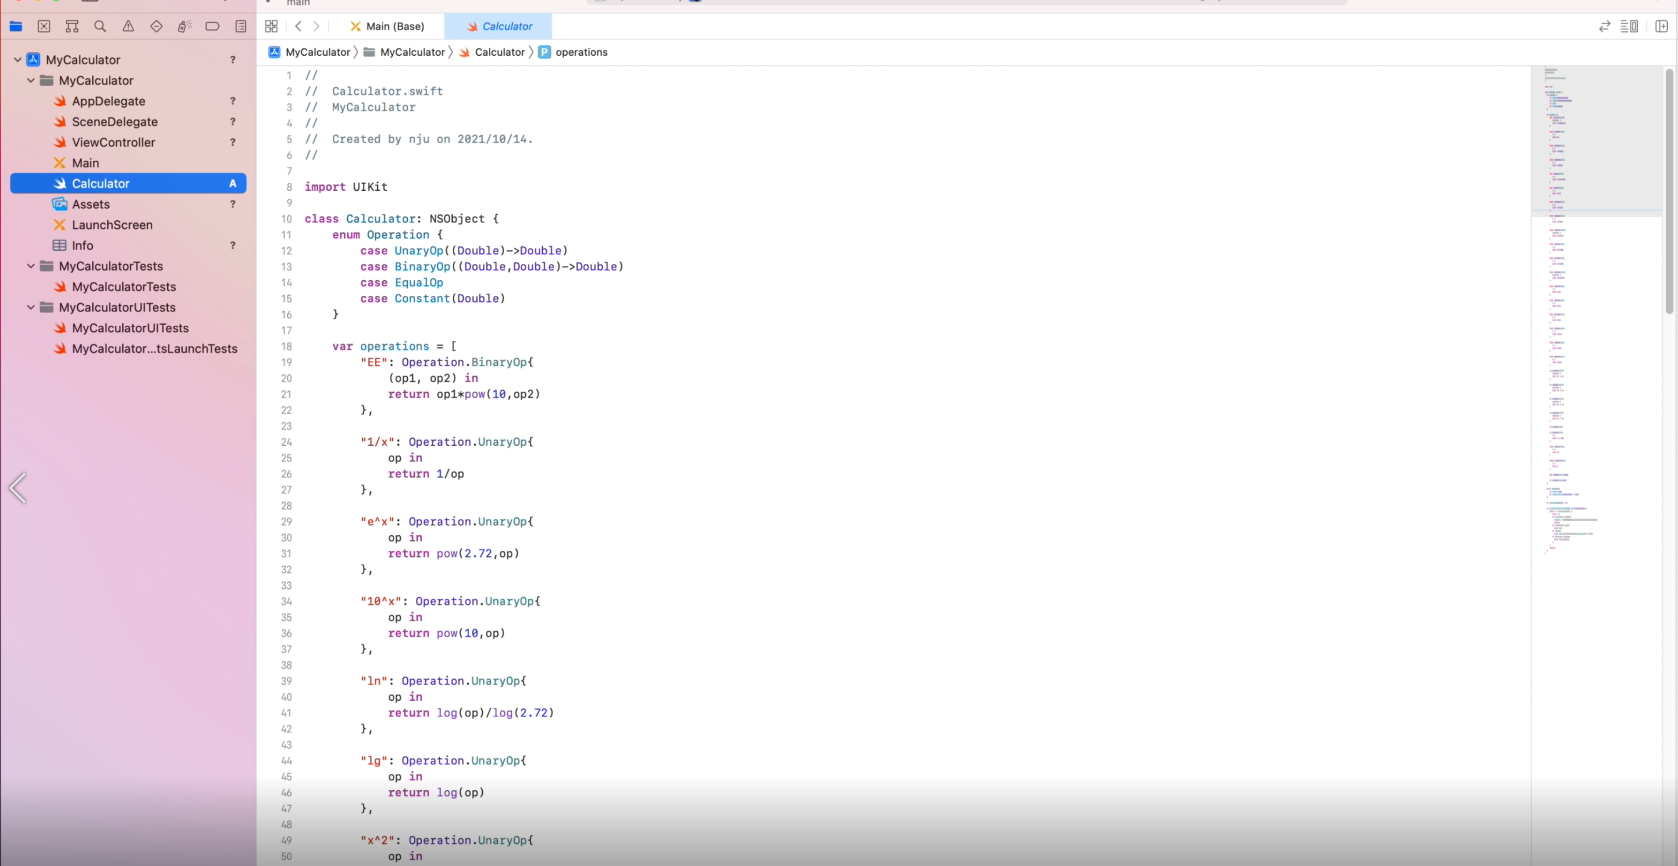 main
Main (Base)
Calculator
MyCalculator
MyCalculator
Calculator
operations
MyCalculator ?
MyCalculator
AppDelegate ?
SceneDelegate ?
ViewController ?
Main
Calculator A
Assets ?
LaunchScreen
Info ?
MyCalculatorTests
MyCalculatorTests
MyCalculatorUITests
MyCalculatorUITests
MyCalculator...tsLaunchTests
1 //
2 //  Calculator.swift
3 //  MyCalculator
4 //
5 //  Created by nju on 2021/10/14.
6 //
7
8 import UIKit
9
10 class Calculator: NSObject {
11     enum Operation {
12         case UnaryOp((Double)->Double)
13         case BinaryOp((Double,Double)->Double)
14         case EqualOp
15         case Constant(Double)
16     }
17
18     var operations = [
19         "EE": Operation.BinaryOp{
20             (op1, op2) in
21             return op1*pow(10,op2)
22         },
23
24         "1/x": Operation.UnaryOp{
25             op in
26             return 1/op
27         },
28
29         "e^x": Operation.UnaryOp{
30             op in
31             return pow(2.72,op)
32         },
33
34         "10^x": Operation.UnaryOp{
35             op in
36             return pow(10,op)
37         },
38
39         "ln": Operation.UnaryOp{
40             op in
41             return log(op)/log(2.72)
42         },
43
44         "lg": Operation.UnaryOp{
45             op in
46             return log(op)
47         },
48
49         "x^2": Operation.UnaryOp{
50             op in